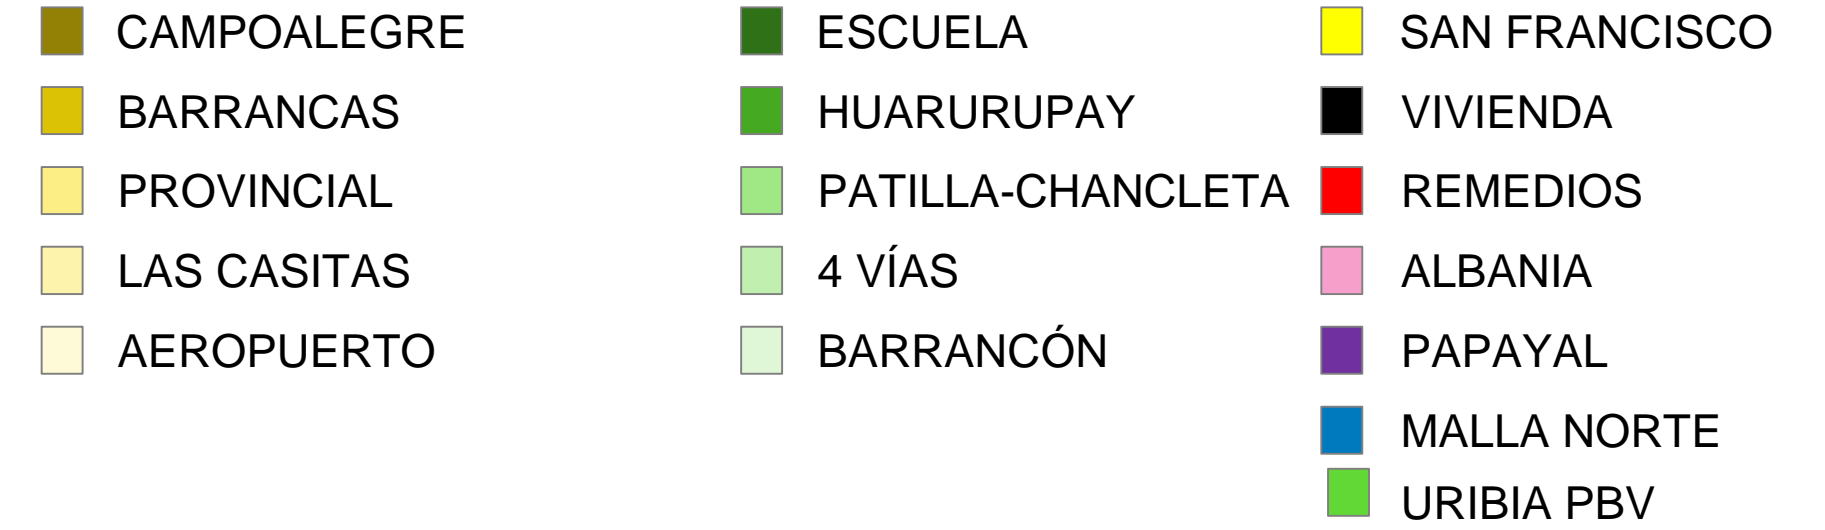 CAMPOALEGRE
BARRANCAS
PROVINCIAL
LAS CASITAS
AEROPUERTO
ESCUELA
HUARURUPAY
PATILLA-CHANCLETA
4 VÍAS
BARRANCÓN
SAN FRANCISCO
VIVIENDA
REMEDIOS
ALBANIA
PAPAYAL
MALLA NORTE
URIBIA PBV